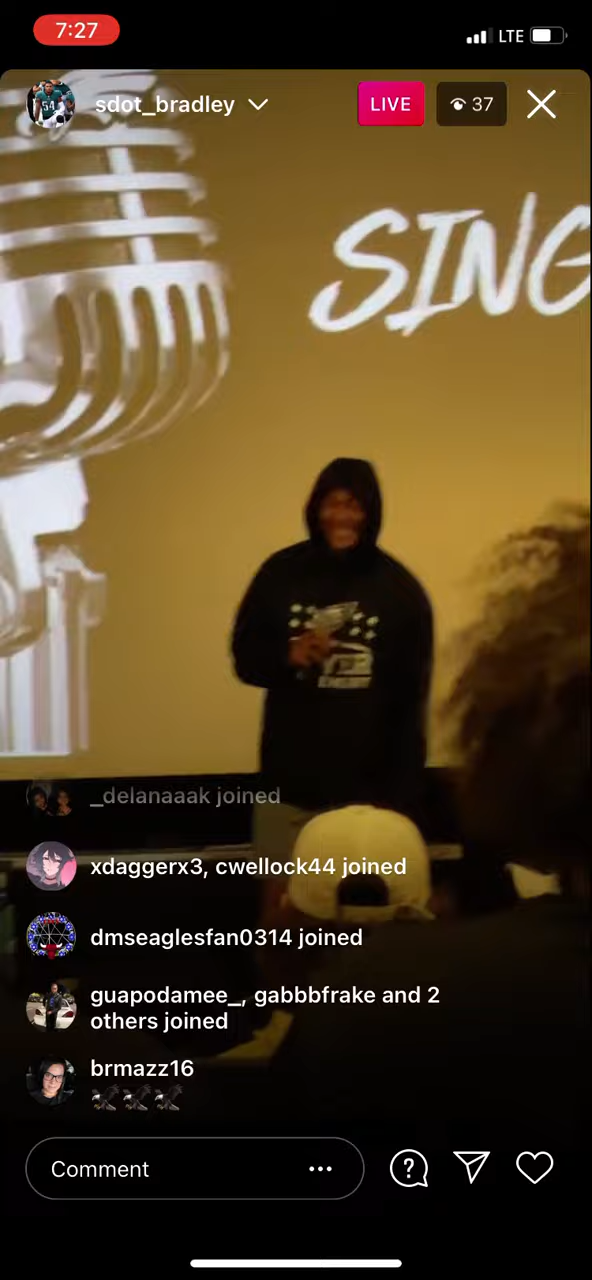 7:27
LTE
sdot_bradley
LIVE
37
SING
54
_delanaaak joined
xdaggerx3, cwellock44 joined
dmseaglesfan0314 joined
guapodamee_, gabbbfrake and 2
others joined
brmazz16
Comment